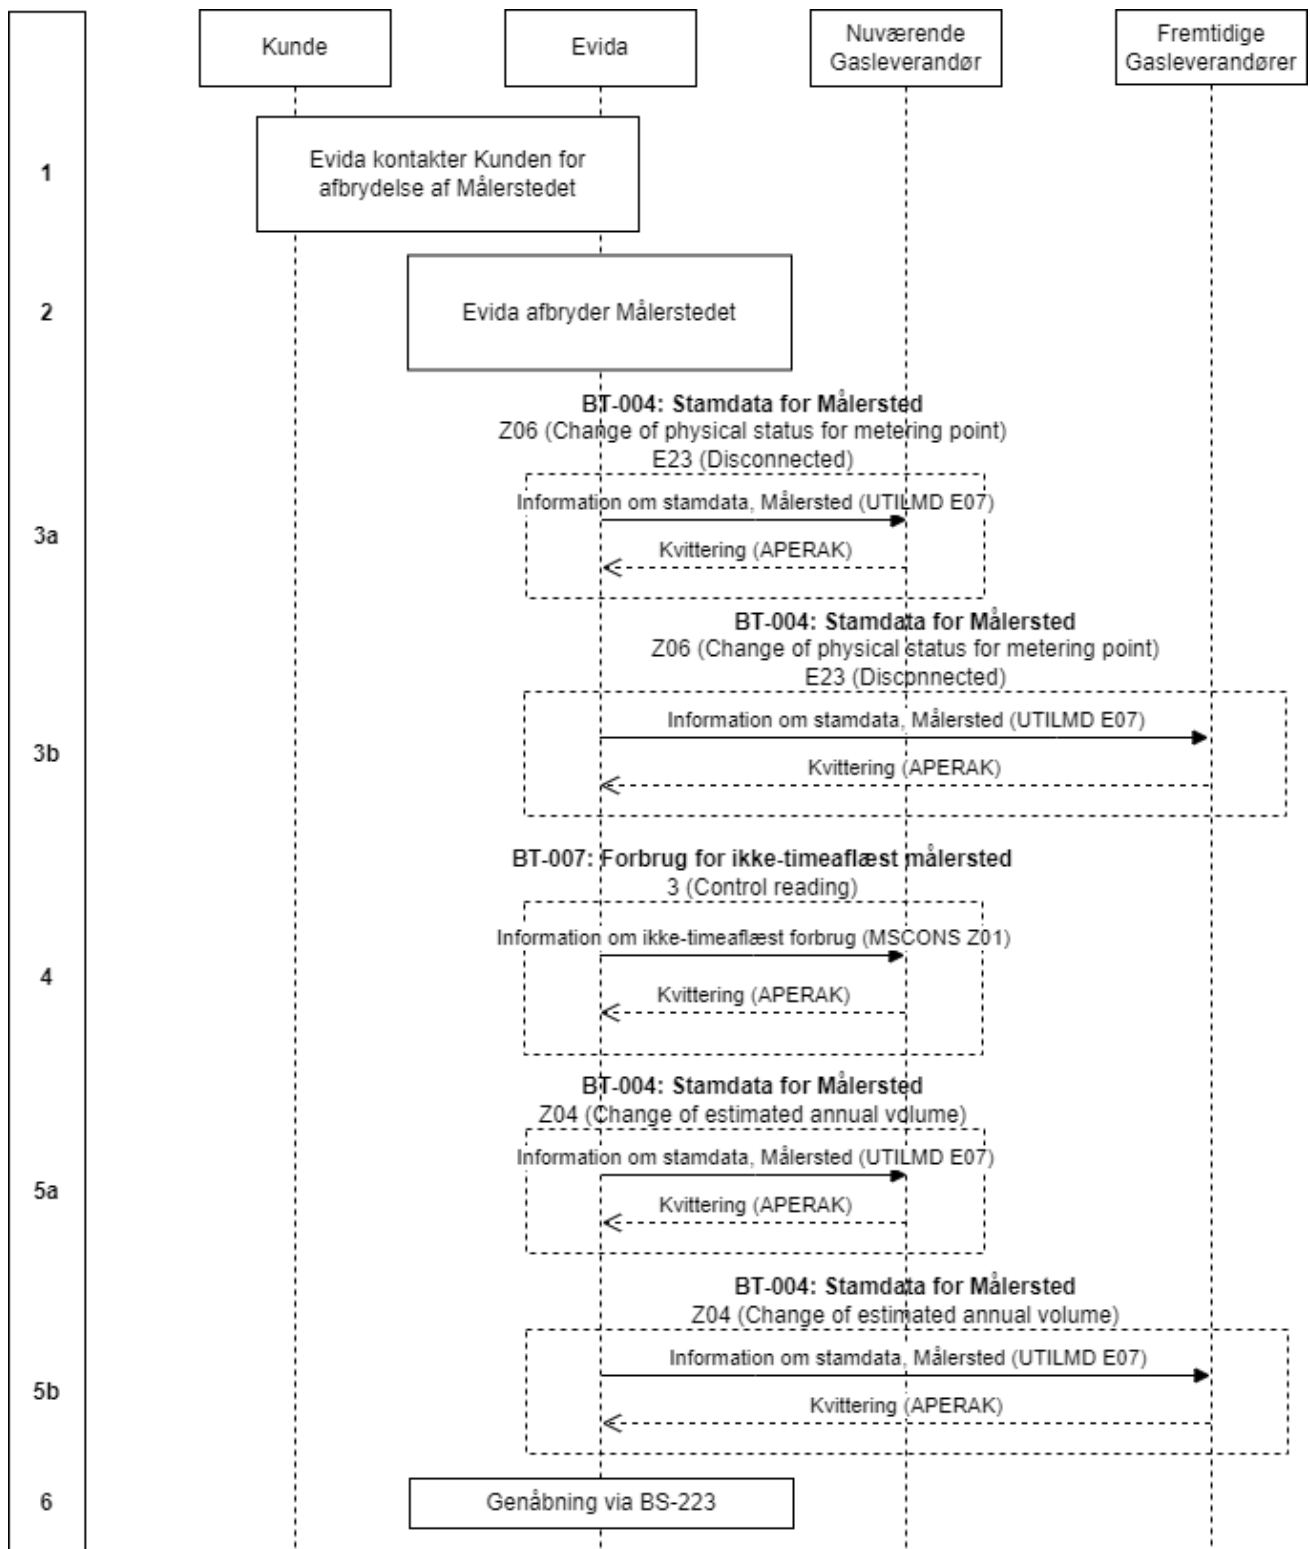 Kunde
Evida
Nuværende
Gasleverandør
Fremtidige
Gasleverandører
1
Evida kontakter Kunden for
afbrydelse af Målerstedet
2
Evida afbryder Målerstedet
BT-004: Stamdata for Målersted
Z06 (Change of physical status for metering point)
E23 (Disconnected)
3a
Information om stamdata, Målersted (UTILMD E07)
Kvittering (APERAK)
BT-004: Stamdata for Målersted
Z06 (Change of physical status for metering point)
E23 (Disconnected)
3b
Information om stamdata, Målersted (UTILMD E07)
Kvittering (APERAK)
BT-007: Forbrug for ikke-timeaflæst målersted
3 (Control reading)
4
Information om ikke-timeaflæst forbrug (MSCONS Z01)
Kvittering (APERAK)
BT-004: Stamdata for Målersted
Z04 (Change of estimated annual volume)
5a
Information om stamdata, Målersted (UTILMD E07)
Kvittering (APERAK)
BT-004: Stamdata for Målersted
Z04 (Change of estimated annual volume)
5b
Information om stamdata, Målersted (UTILMD E07)
Kvittering (APERAK)
6
Genåbning via BS-223